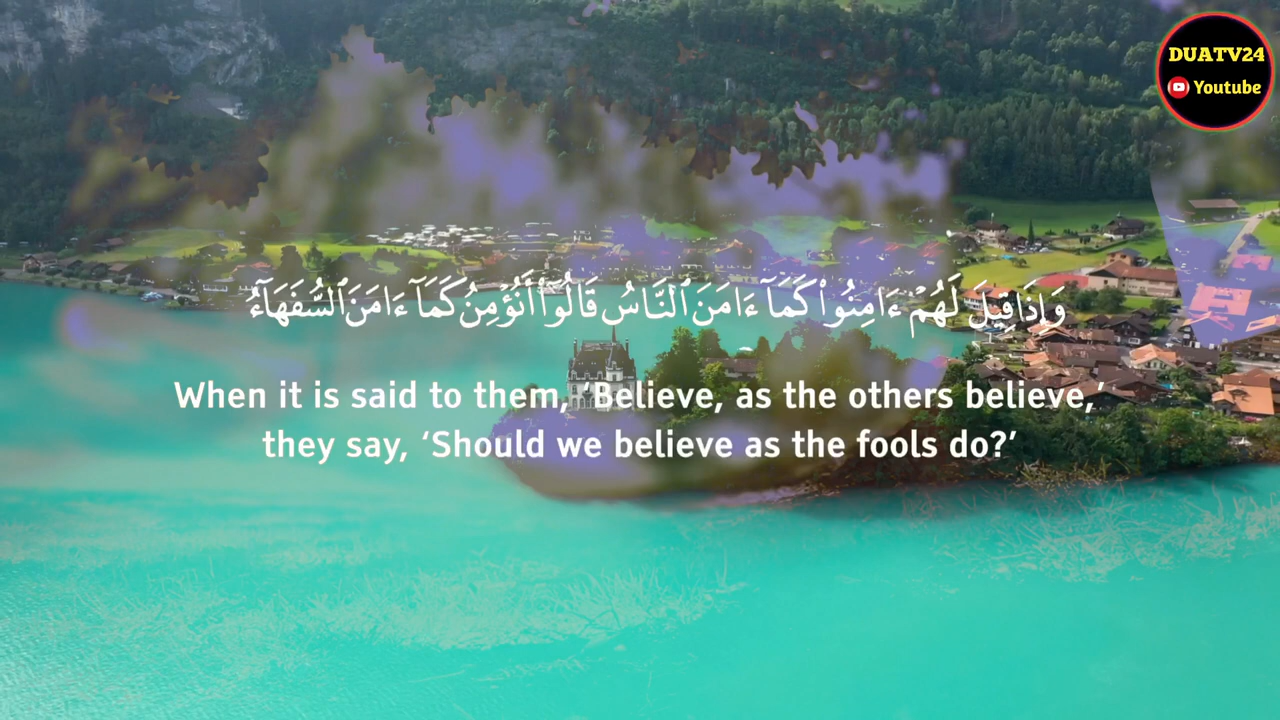 DUATV24
Youtube
وَإِذَا قِيلَ لَهُمْ ءَامِنُوا۟ كَمَآ ءَامَنَ ٱلنَّاسُ قَالُوٓا۟ أَنُؤْمِنُ كَمَآ ءَامَنَ ٱلسُّفَهَآءُ
When it is said to them, ‘Believe, as the others believe,’
they say, ‘Should we believe as the fools do?’